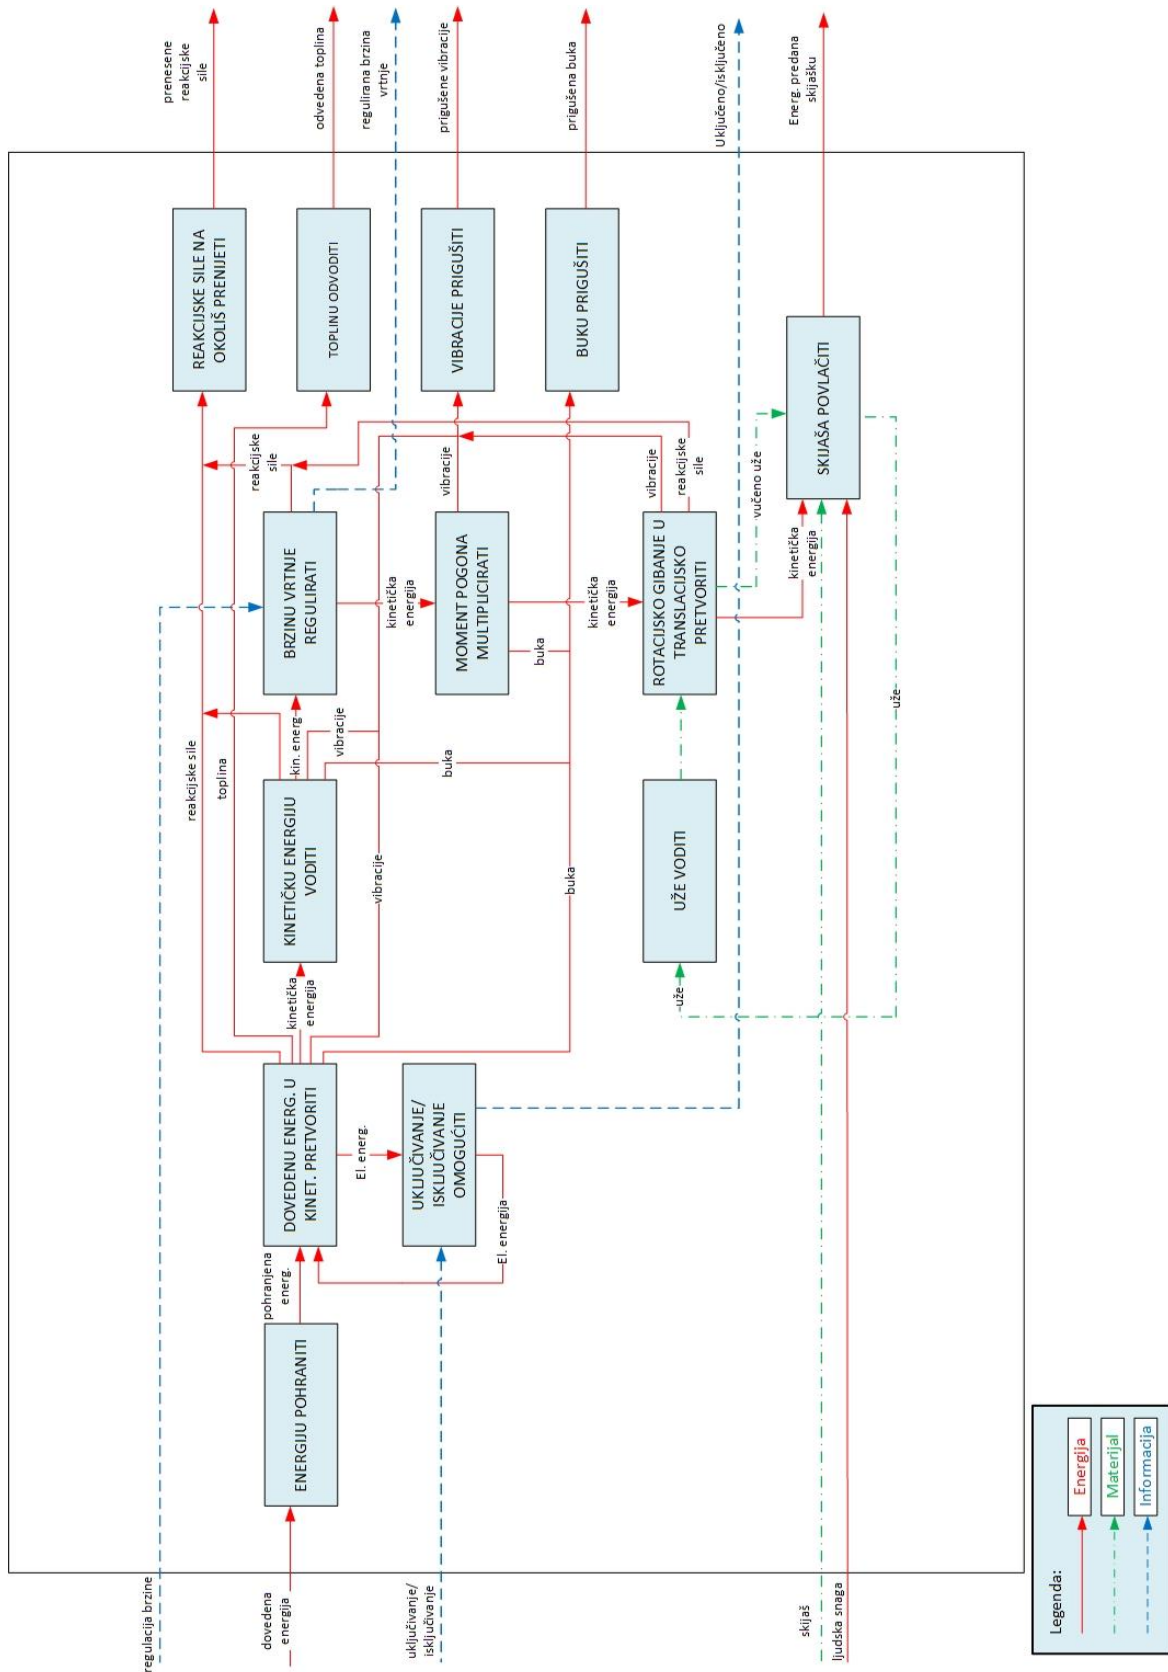 regulacija brzine
dovedena
energija
uključivanje/
isključivanje
skijaš
ljudska snaga
ENERGIJU POHRANITI
pohranjena
energ.
DOVEDENU ENERG. U
KINET. PRETVORITI
El. energ.
UKLJUČIVANJE/
ISKLJUČIVANJE
OMOGUĆITI
El. energija
reakcijske sile
toplina
kinetička
energija
vibracije
buka
KINETIČKU ENERGIJU
VODITI
kin. energ.
vibracije
buka
UŽE VODITI
uže
BRZINU VRTNJE
REGULIRATI
reakcijske
sile
kinetička
energija
MOMENT POGONA
MULTIPLICIRATI
vibracije
buka
kinetička
energija
ROTACIJSKO GIBANJE U
TRANSLACIJSKO
PRETVORITI
vibracije
reakcijske
sile
vučeno uže
kinetička
energija
uže
REAKCIJSKE SILE NA
OKOLIŠ PRENIJETI
TOPLINU ODVODITI
VIBRACIJE PRIGUŠITI
BUKU PRIGUŠITI
SKIJAŠA POVLAČITI
prenesene
reakcijske
sile
odvedena toplina
regulirana brzina
vrtnje
prigušene vibracije
prigušena buka
Uključeno/isključeno
Energ. predana
skijašku
Legenda:
Energija
Materijal
Informacija